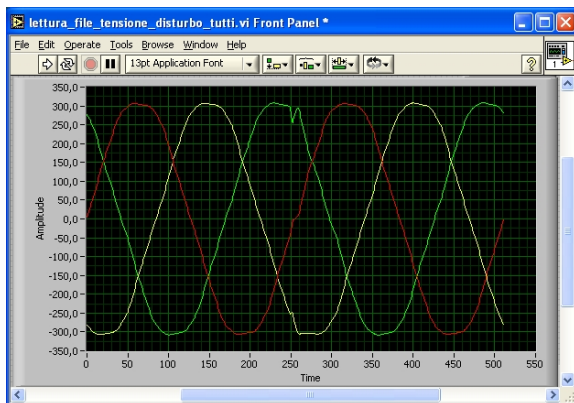 lettura_file_tensione_disturbo_tutti.vi Front Panel *
File Edit Operate Tools Browse Window Help
13pt Application Font
?
1
350,0
300,0
250,0
200,0
150,0
100,0
50,0
0,0
-50,0
-100,0
-150,0
-200,0
-250,0
-300,0
-350,0
Amplitude
0 50 100 150 200 250 300 350 400 450 500 550
Time